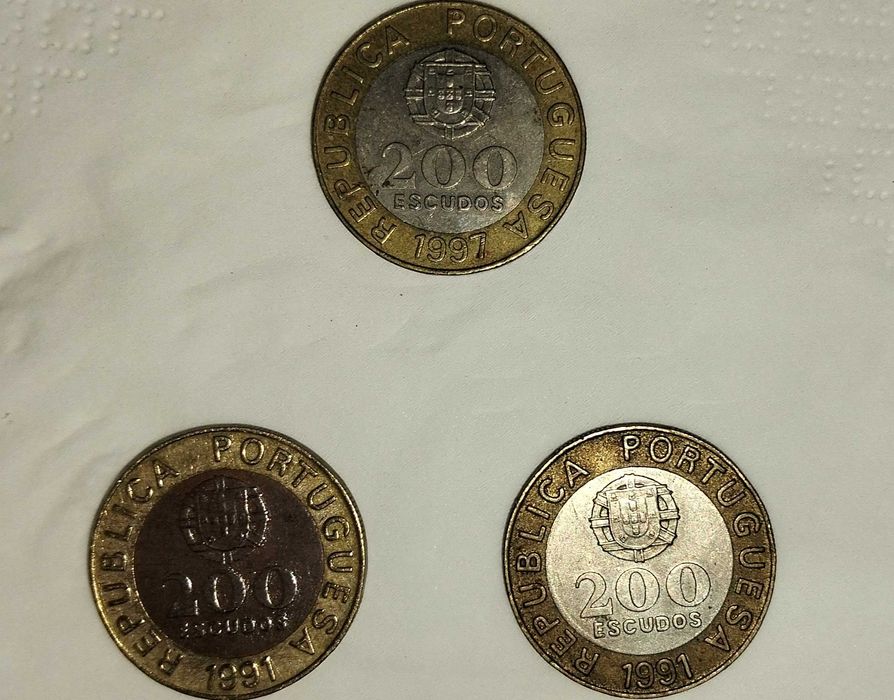 REPUBLICA PORTUGUESA
200
ESCUDOS
1997
REPUBLICA PORTUGUESA
200
ESCUDOS
1991
REPUBLICA PORTUGUESA
200
ESCUDOS
1991